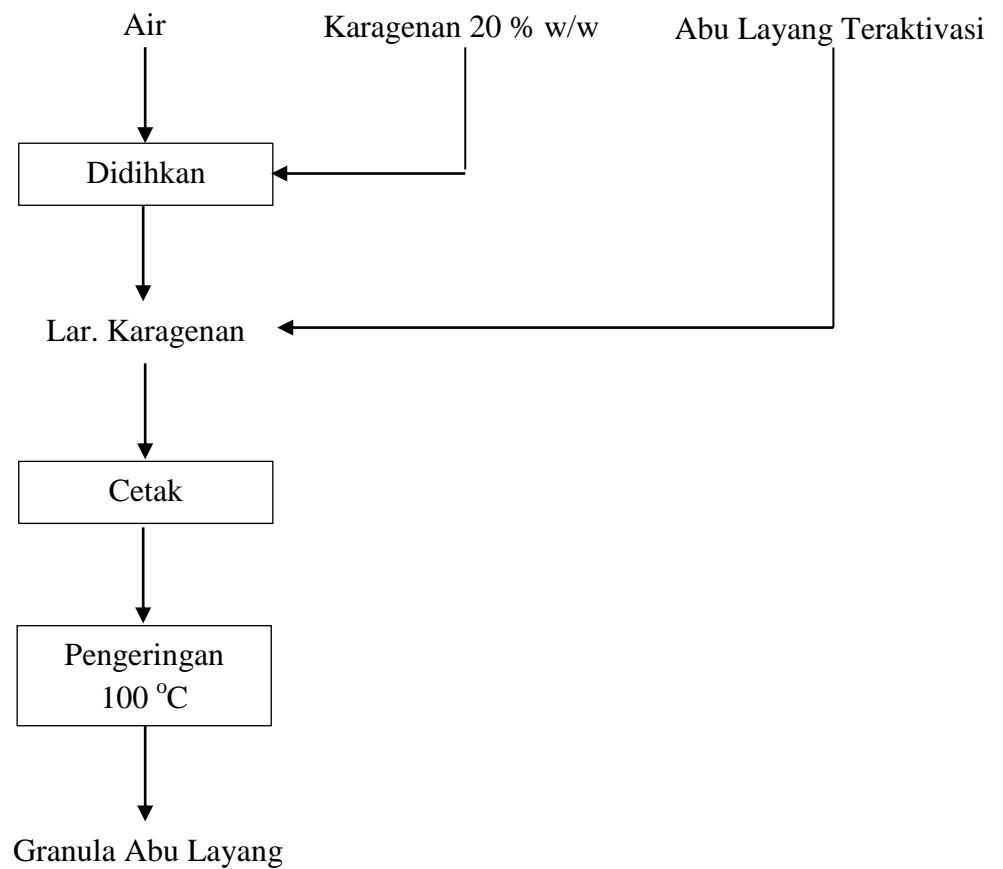 Air
Karagenan 20 % w/w
Abu Layang Teraktivasi
Didihkan
Lar. Karagenan
Cetak
Pengeringan
100 °C
Granula Abu Layang